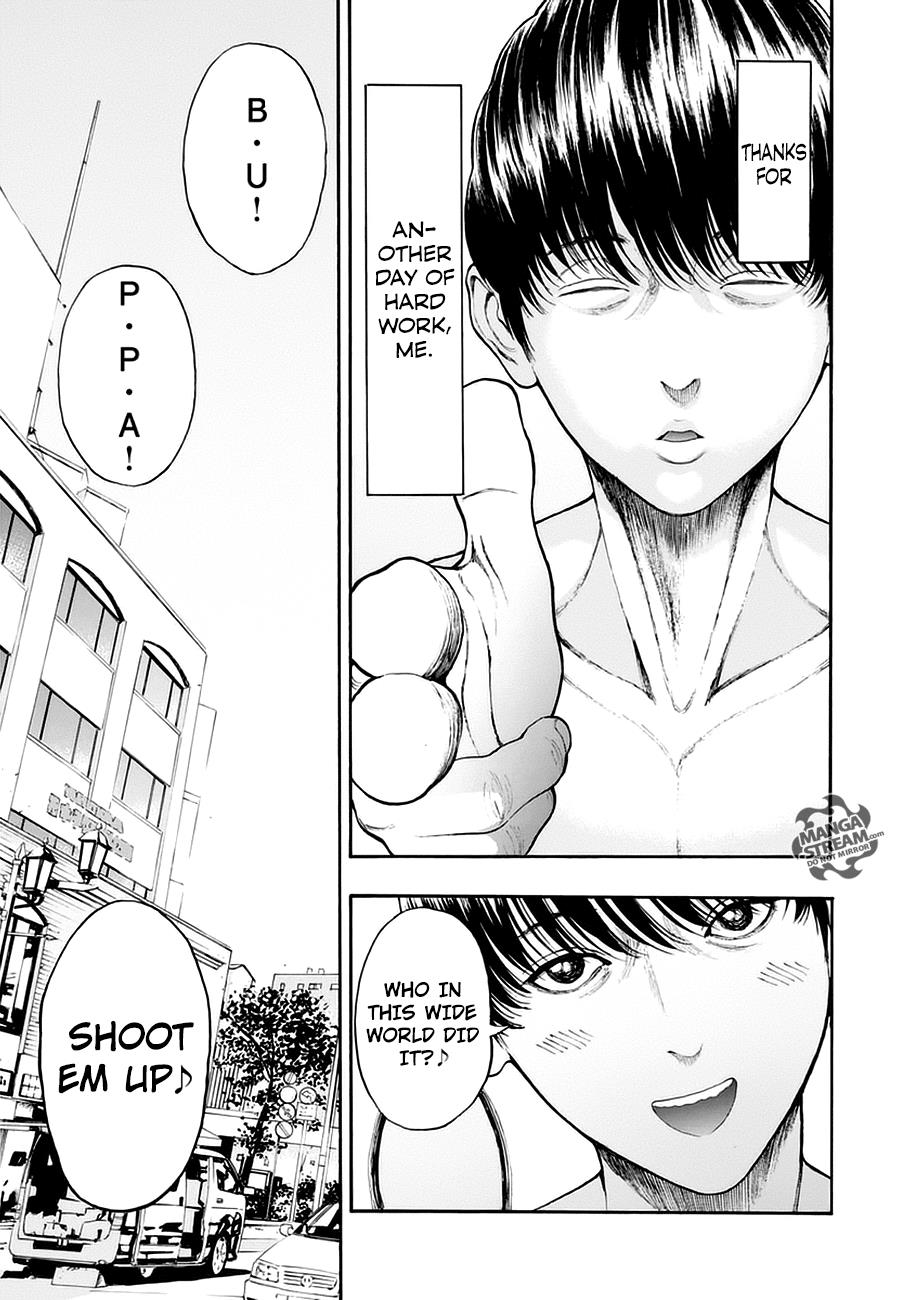 THANKS
FOR
AN-
OTHER
DAY OF
HARD
WORK,
ME.
MANGA
STREAM.com
DO NOT MIRROR
WHO IN
THIS WIDE
WORLD DID
IT?♪
B・U!
P・P・A!
SHOOT
EM UP♪